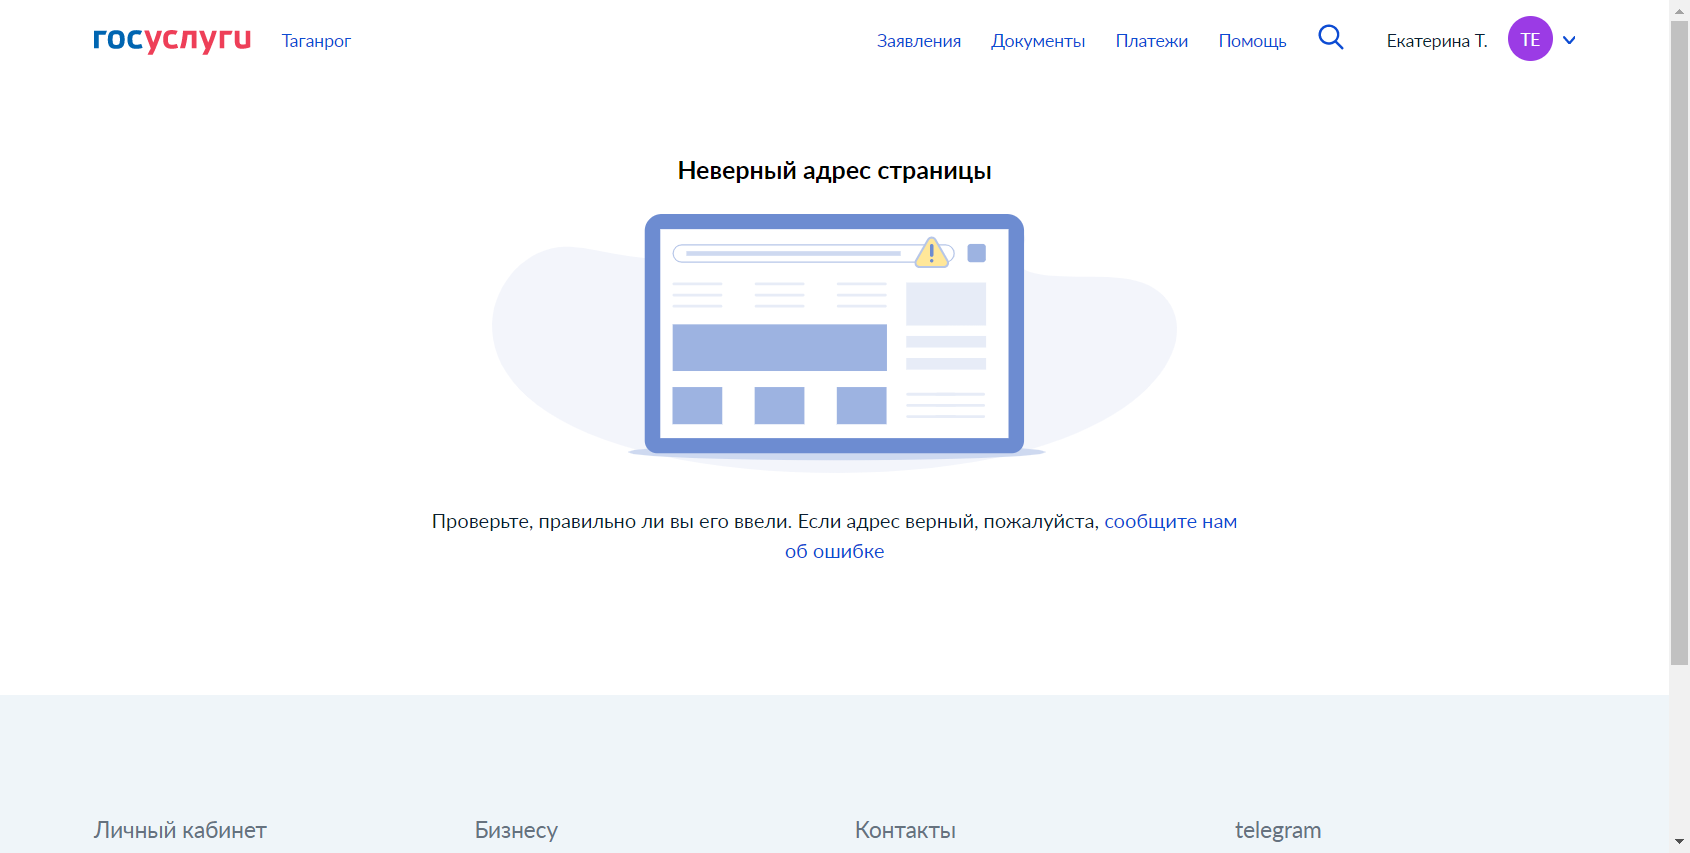 госуслуги Таганрог Заявления Документы Платежи Помощь Екатерина Т. ТЕ
Неверный адрес страницы
Проверьте, правильно ли вы его ввели. Если адрес верный, пожалуйста, сообщите нам
об ошибке
Личный кабинет Бизнесу Контакты telegram